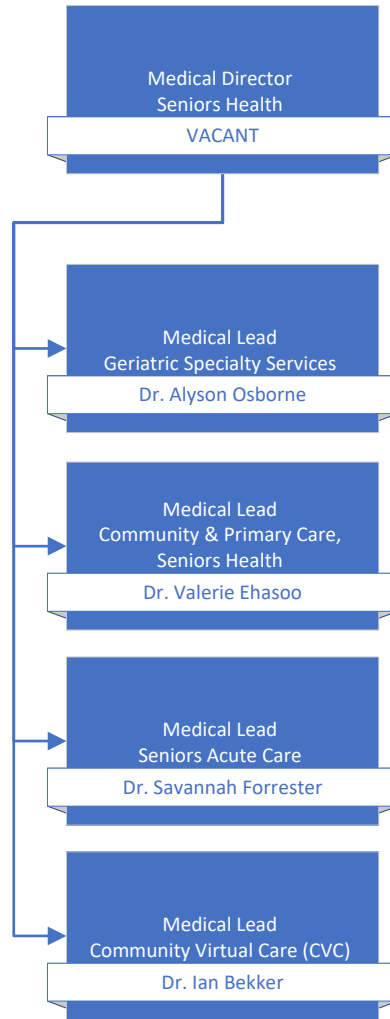 Medical Director
Seniors Health
VACANT
Medical Lead
Geriatric Specialty Services
Dr. Alyson Osborne
Medical Lead
Community & Primary Care,
Seniors Health
Dr. Valerie Ehasoo
Medical Lead
Seniors Acute Care
Dr. Savannah Forrester
Medical Lead
Community Virtual Care (CVC)
Dr. Ian Bekker